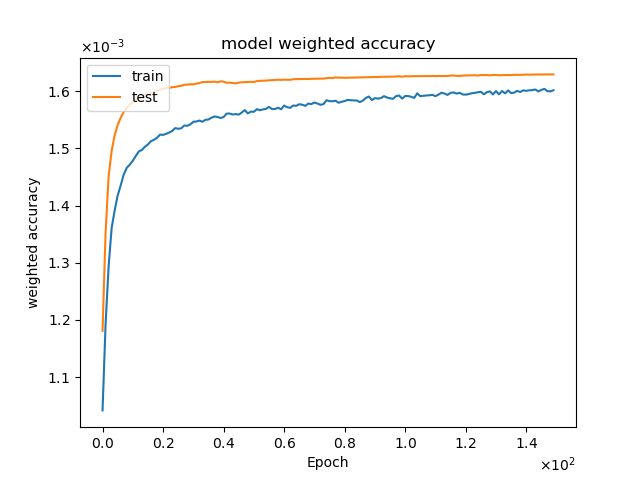 model weighted accuracy
×10⁻³
train
test
1.6
1.5
1.4
1.3
1.2
1.1
weighted accuracy
0.0 0.2 0.4 0.6 0.8 1.0 1.2 1.4
Epoch
×10²